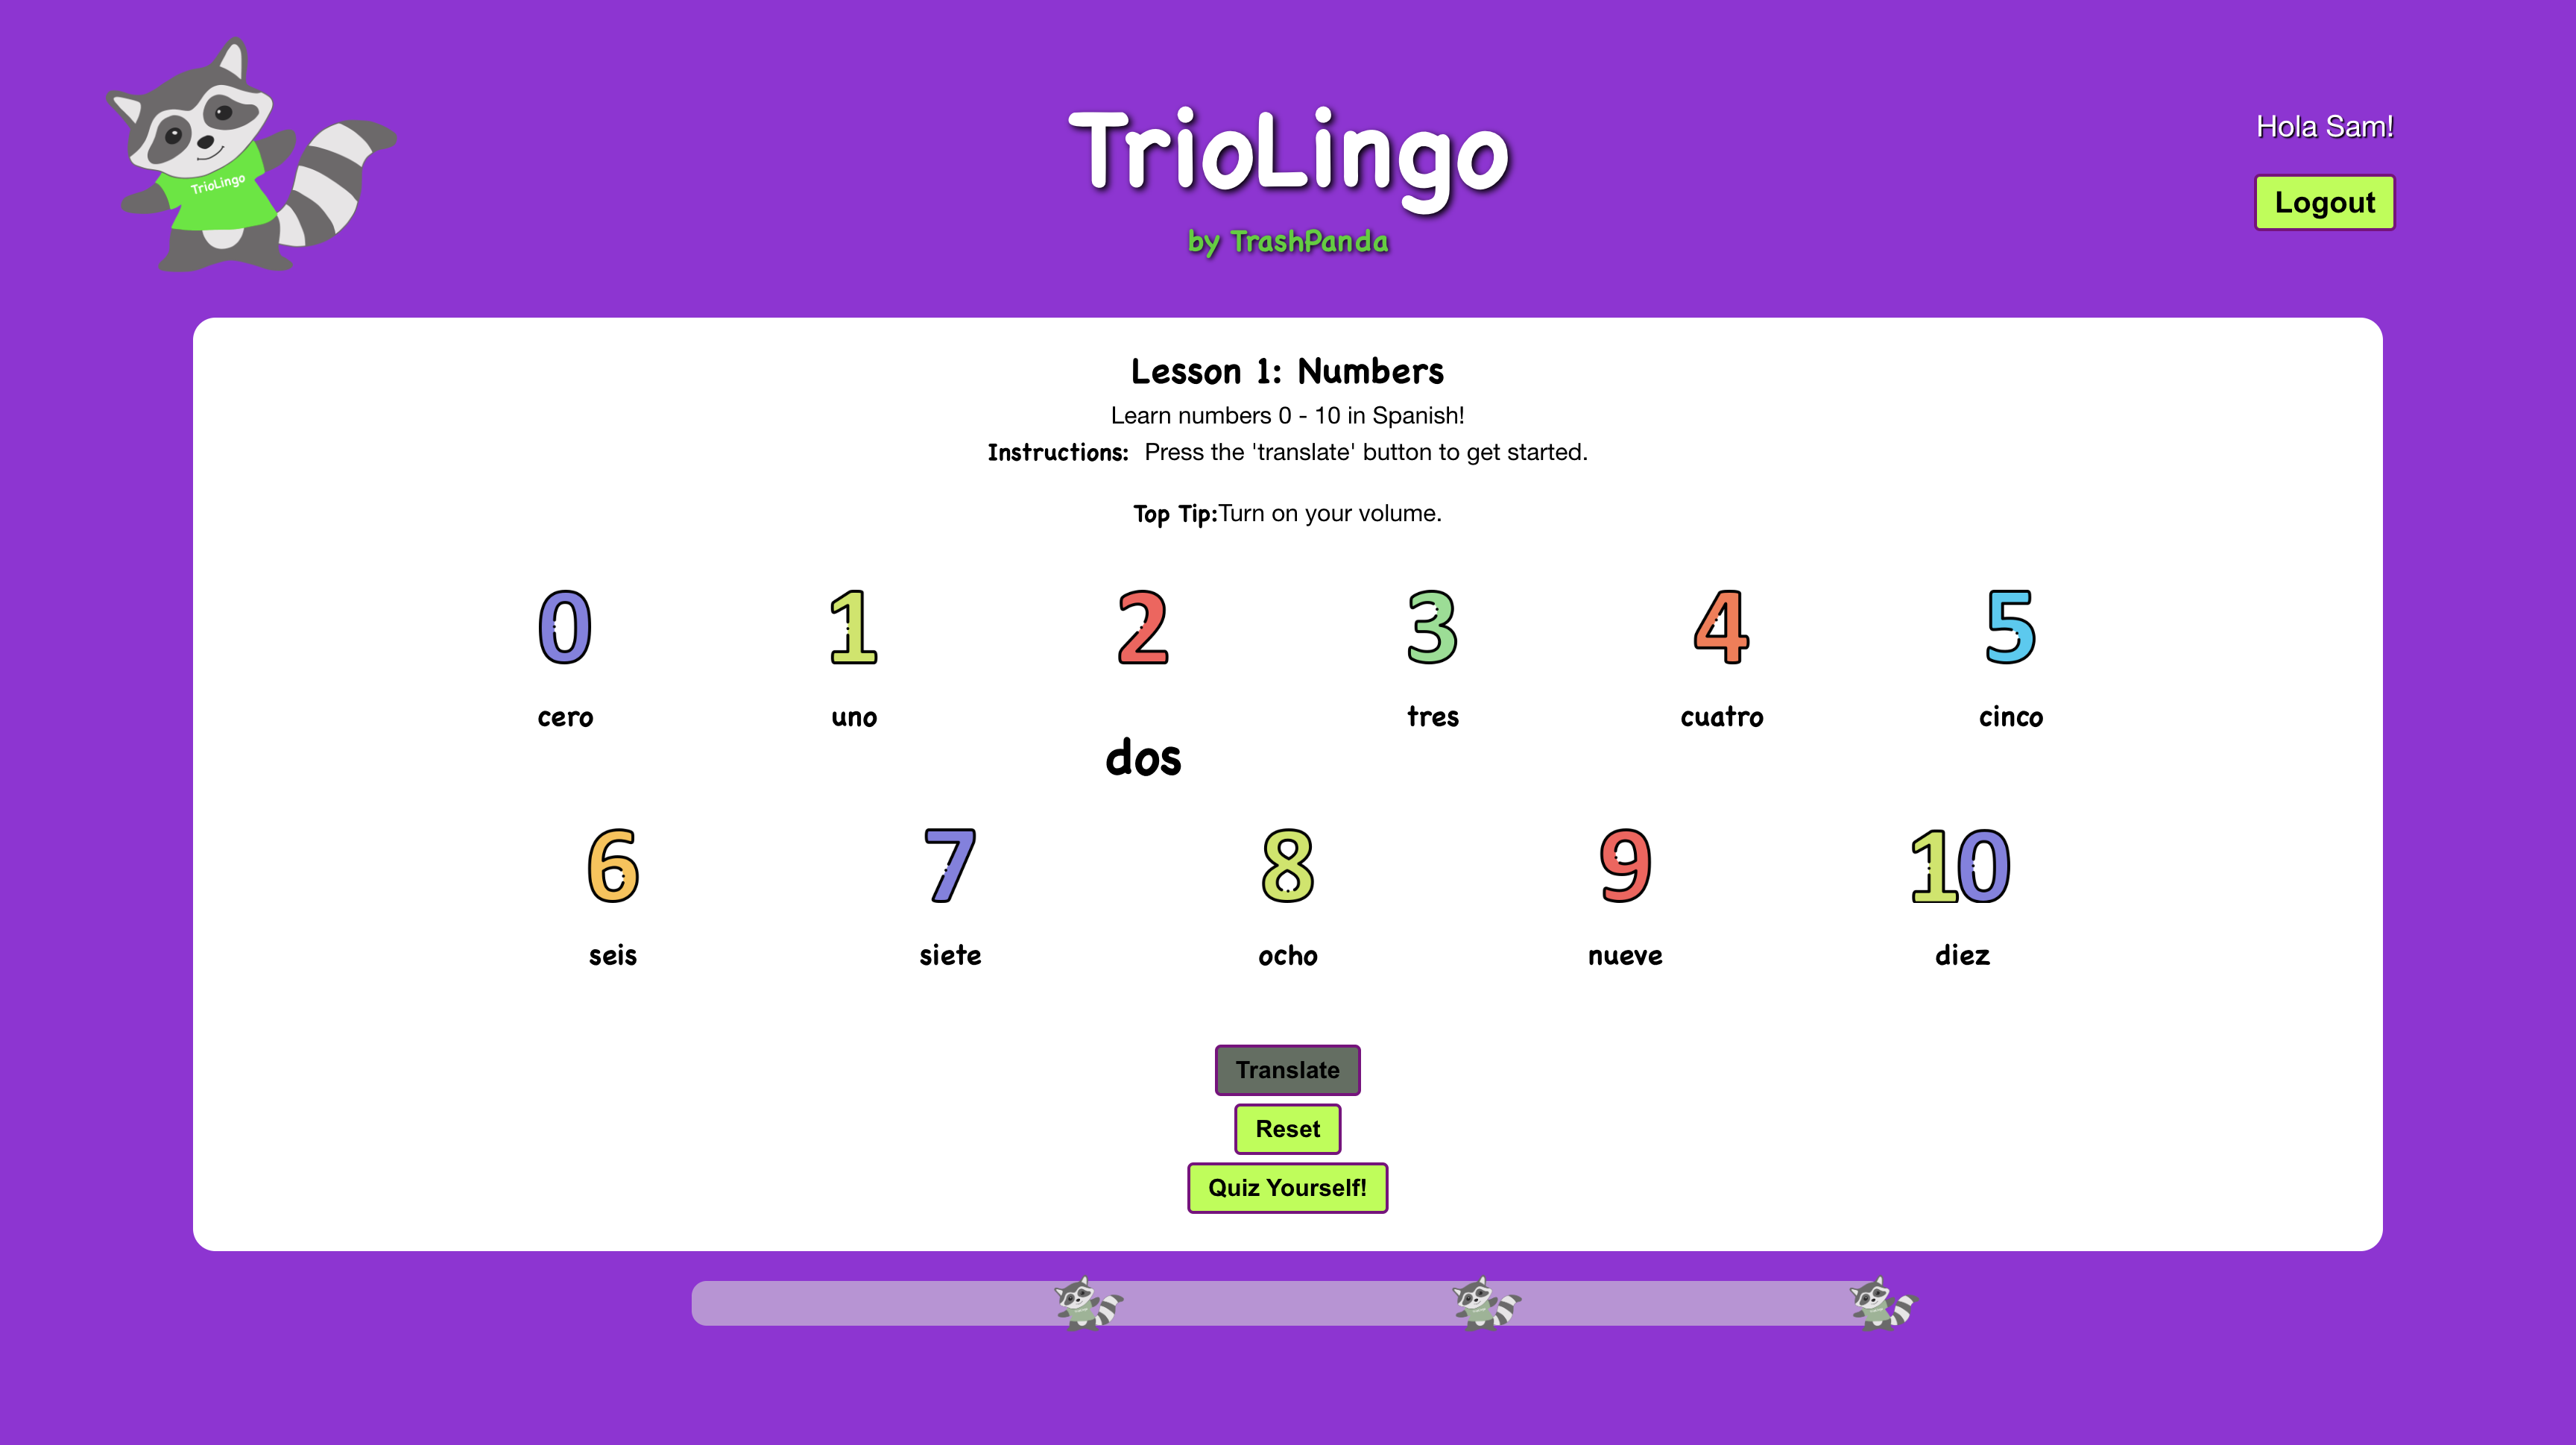 TrioLingo
TrioLingo
by TrashPanda
Hola Sam!
Logout
Lesson 1: Numbers
Learn numbers 0 - 10 in Spanish!
Instructions: Press the 'translate' button to get started.
Top Tip:Turn on your volume.
0 1 2 3 4 5
cero uno dos tres cuatro cinco
6 7 8 9 10
seis siete ocho nueve diez
Translate
Reset
Quiz Yourself!